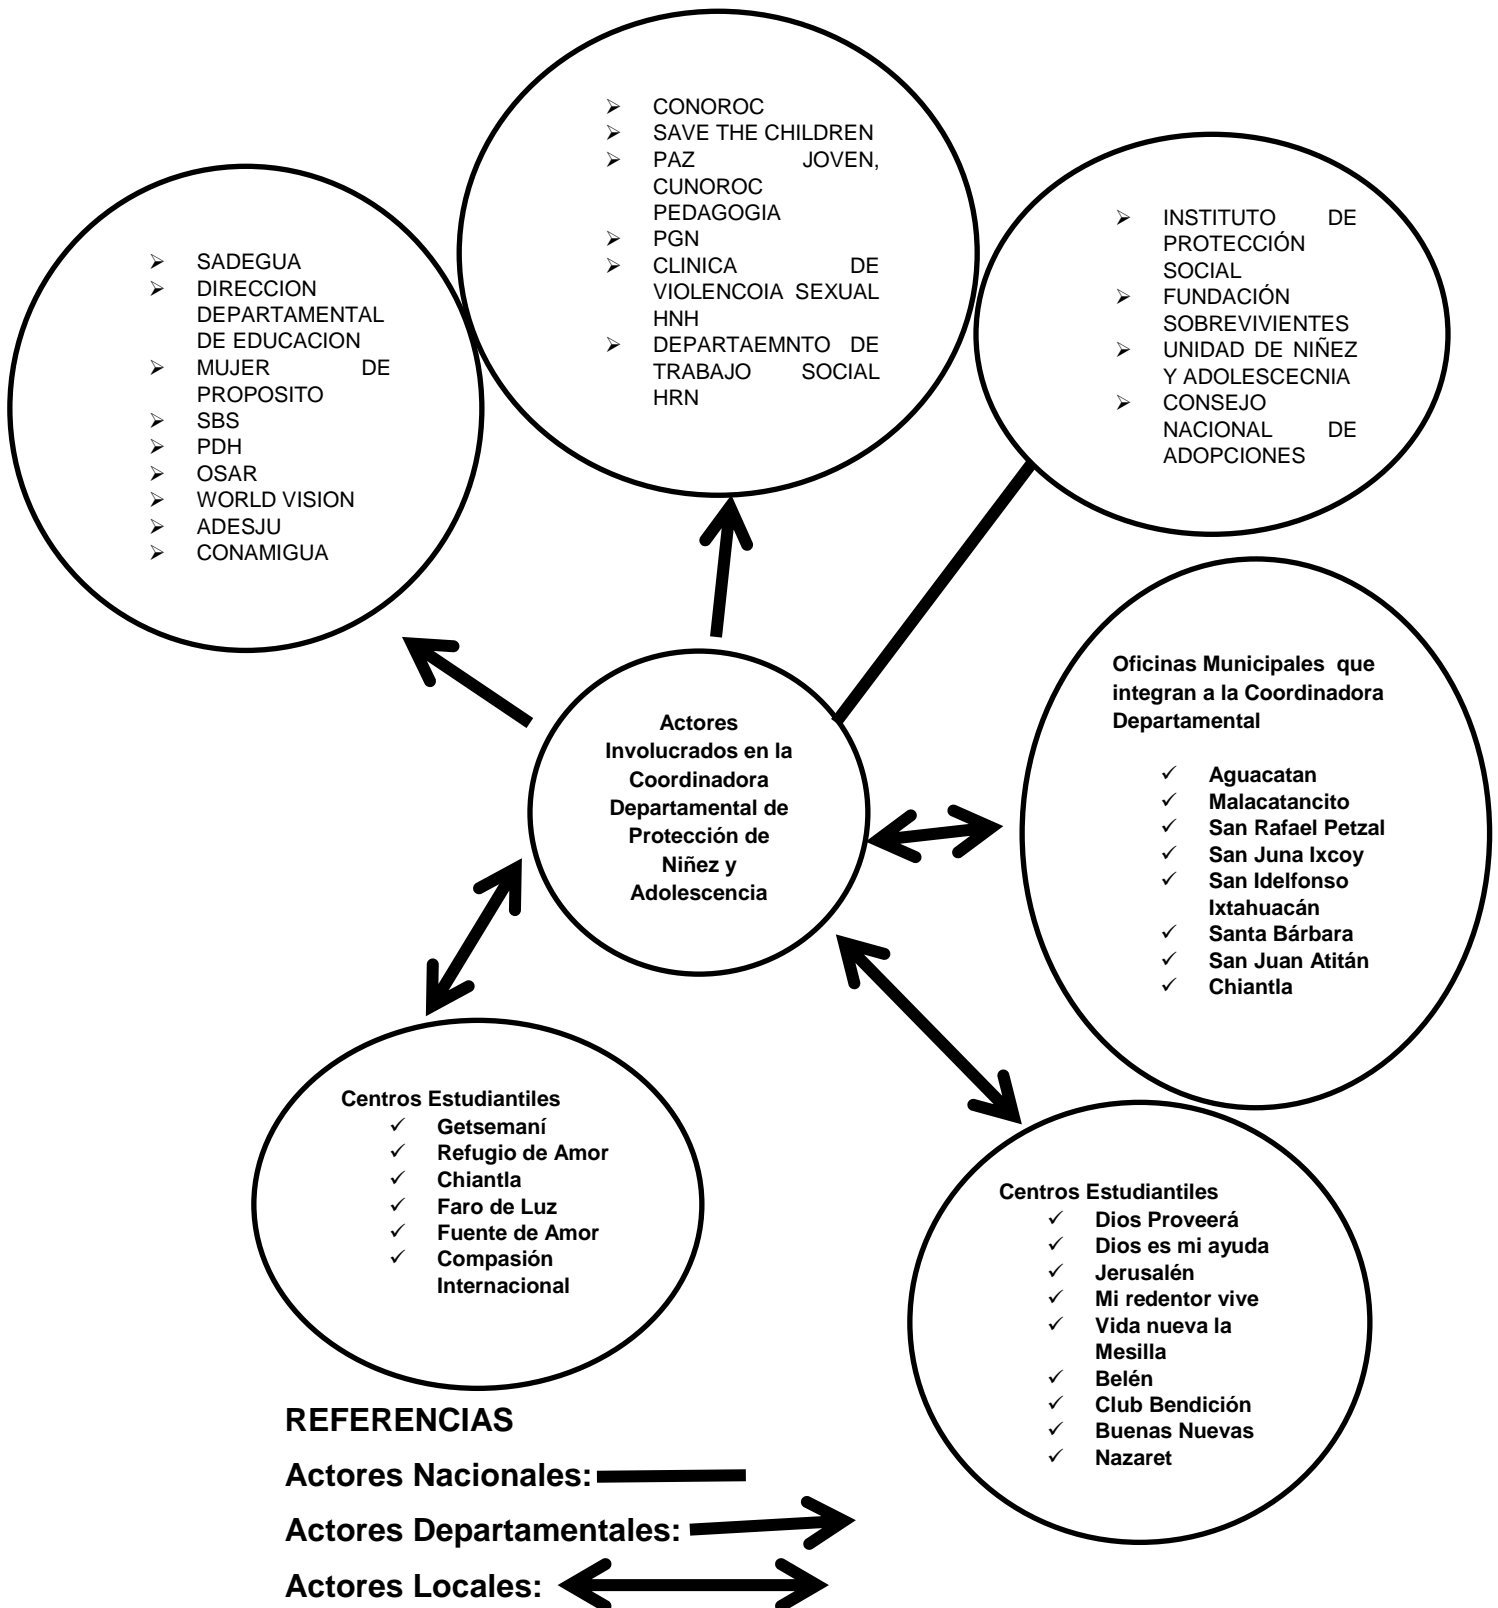 CONOROC
SAVE THE CHILDREN
PAZ JOVEN,
CUNOROC
PEDAGOGIA
PGN
CLINICA DE
VIOLENCOIA SEXUAL
HNH
DEPARTAEMNTO DE
TRABAJO SOCIAL
HRN
SADEGUA
DIRECCION
DEPARTAMENTAL
DE EDUCACION
MUJER DE
PROPOSITO
SBS
PDH
OSAR
WORLD VISION
ADESJU
CONAMIGUA
INSTITUTO DE
PROTECCIÓN
SOCIAL
FUNDACIÓN
SOBREVIVIENTES
UNIDAD DE NIÑEZ
Y ADOLESCECNIA
CONSEJO
NACIONAL DE
ADOPCIONES
Actores
Involucrados en la
Coordinadora
Departamental de
Protección de
Niñez y
Adolescencia
Oficinas Municipales que
integran a la Coordinadora
Departamental
Aguacatan
Malacatancito
San Rafael Petzal
San Juna Ixcoy
San Idelfonso
Ixtahuacán
Santa Bárbara
San Juan Atitán
Chiantla
Centros Estudiantiles
Getsemaní
Refugio de Amor
Chiantla
Faro de Luz
Fuente de Amor
Compasión
Internacional
Centros Estudiantiles
Dios Proveerá
Dios es mi ayuda
Jerusalén
Mi redentor vive
Vida nueva la
Mesilla
Belén
Club Bendición
Buenas Nuevas
Nazaret
REFERENCIAS
Actores Nacionales:
Actores Departamentales:
Actores Locales: